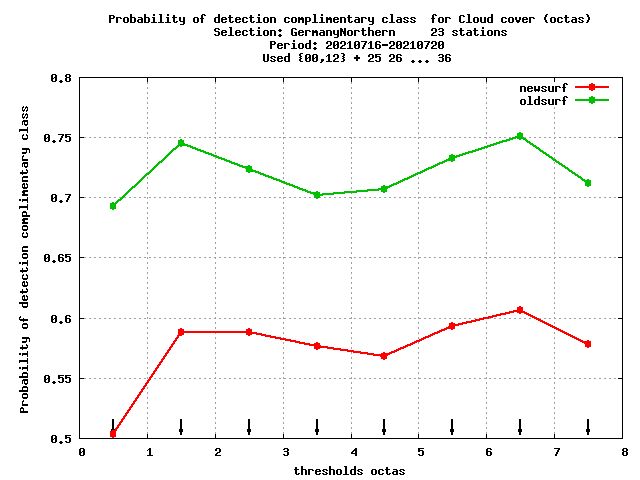 Probability of detection complimentary class  for Cloud cover (octas)
Selection: GermanyNorthern     23 stations
Period: 20210716-20210720
Used {00,12} + 25 26 ... 36
newsurf
oldsurf
0.8
0.75
0.7
0.65
0.6
0.55
0.5
Probability of detection complimentary class
0 1 2 3 4 5 6 7 8
thresholds octas